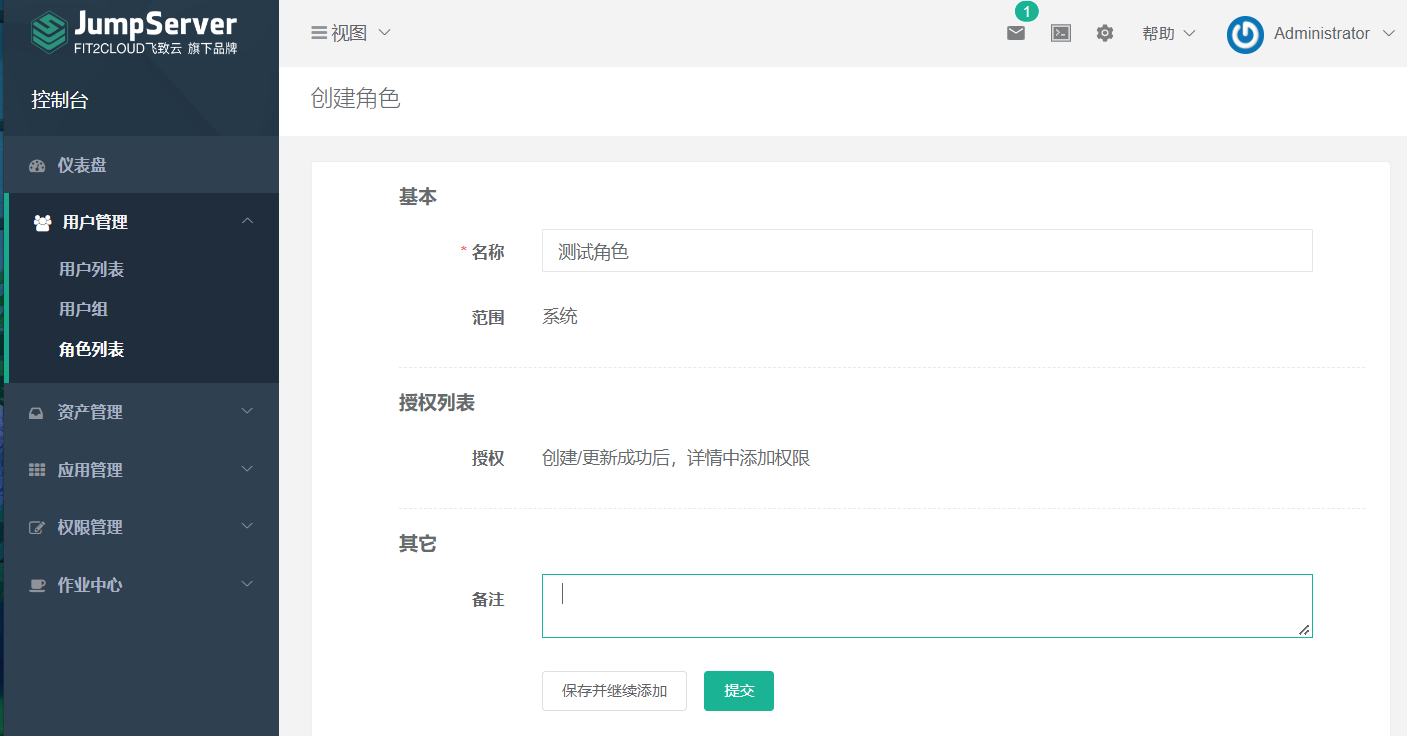 JumpServer
FIT2CLOUD飞致云 旗下品牌
控制台
仪表盘
用户管理
用户列表
用户组
角色列表
资产管理
应用管理
权限管理
作业中心
视图
1
帮助
Administrator
创建角色
基本
* 名称 测试角色
范围 系统
授权列表
授权 创建/更新成功后，详情中添加权限
其它
备注
保存并继续添加 提交